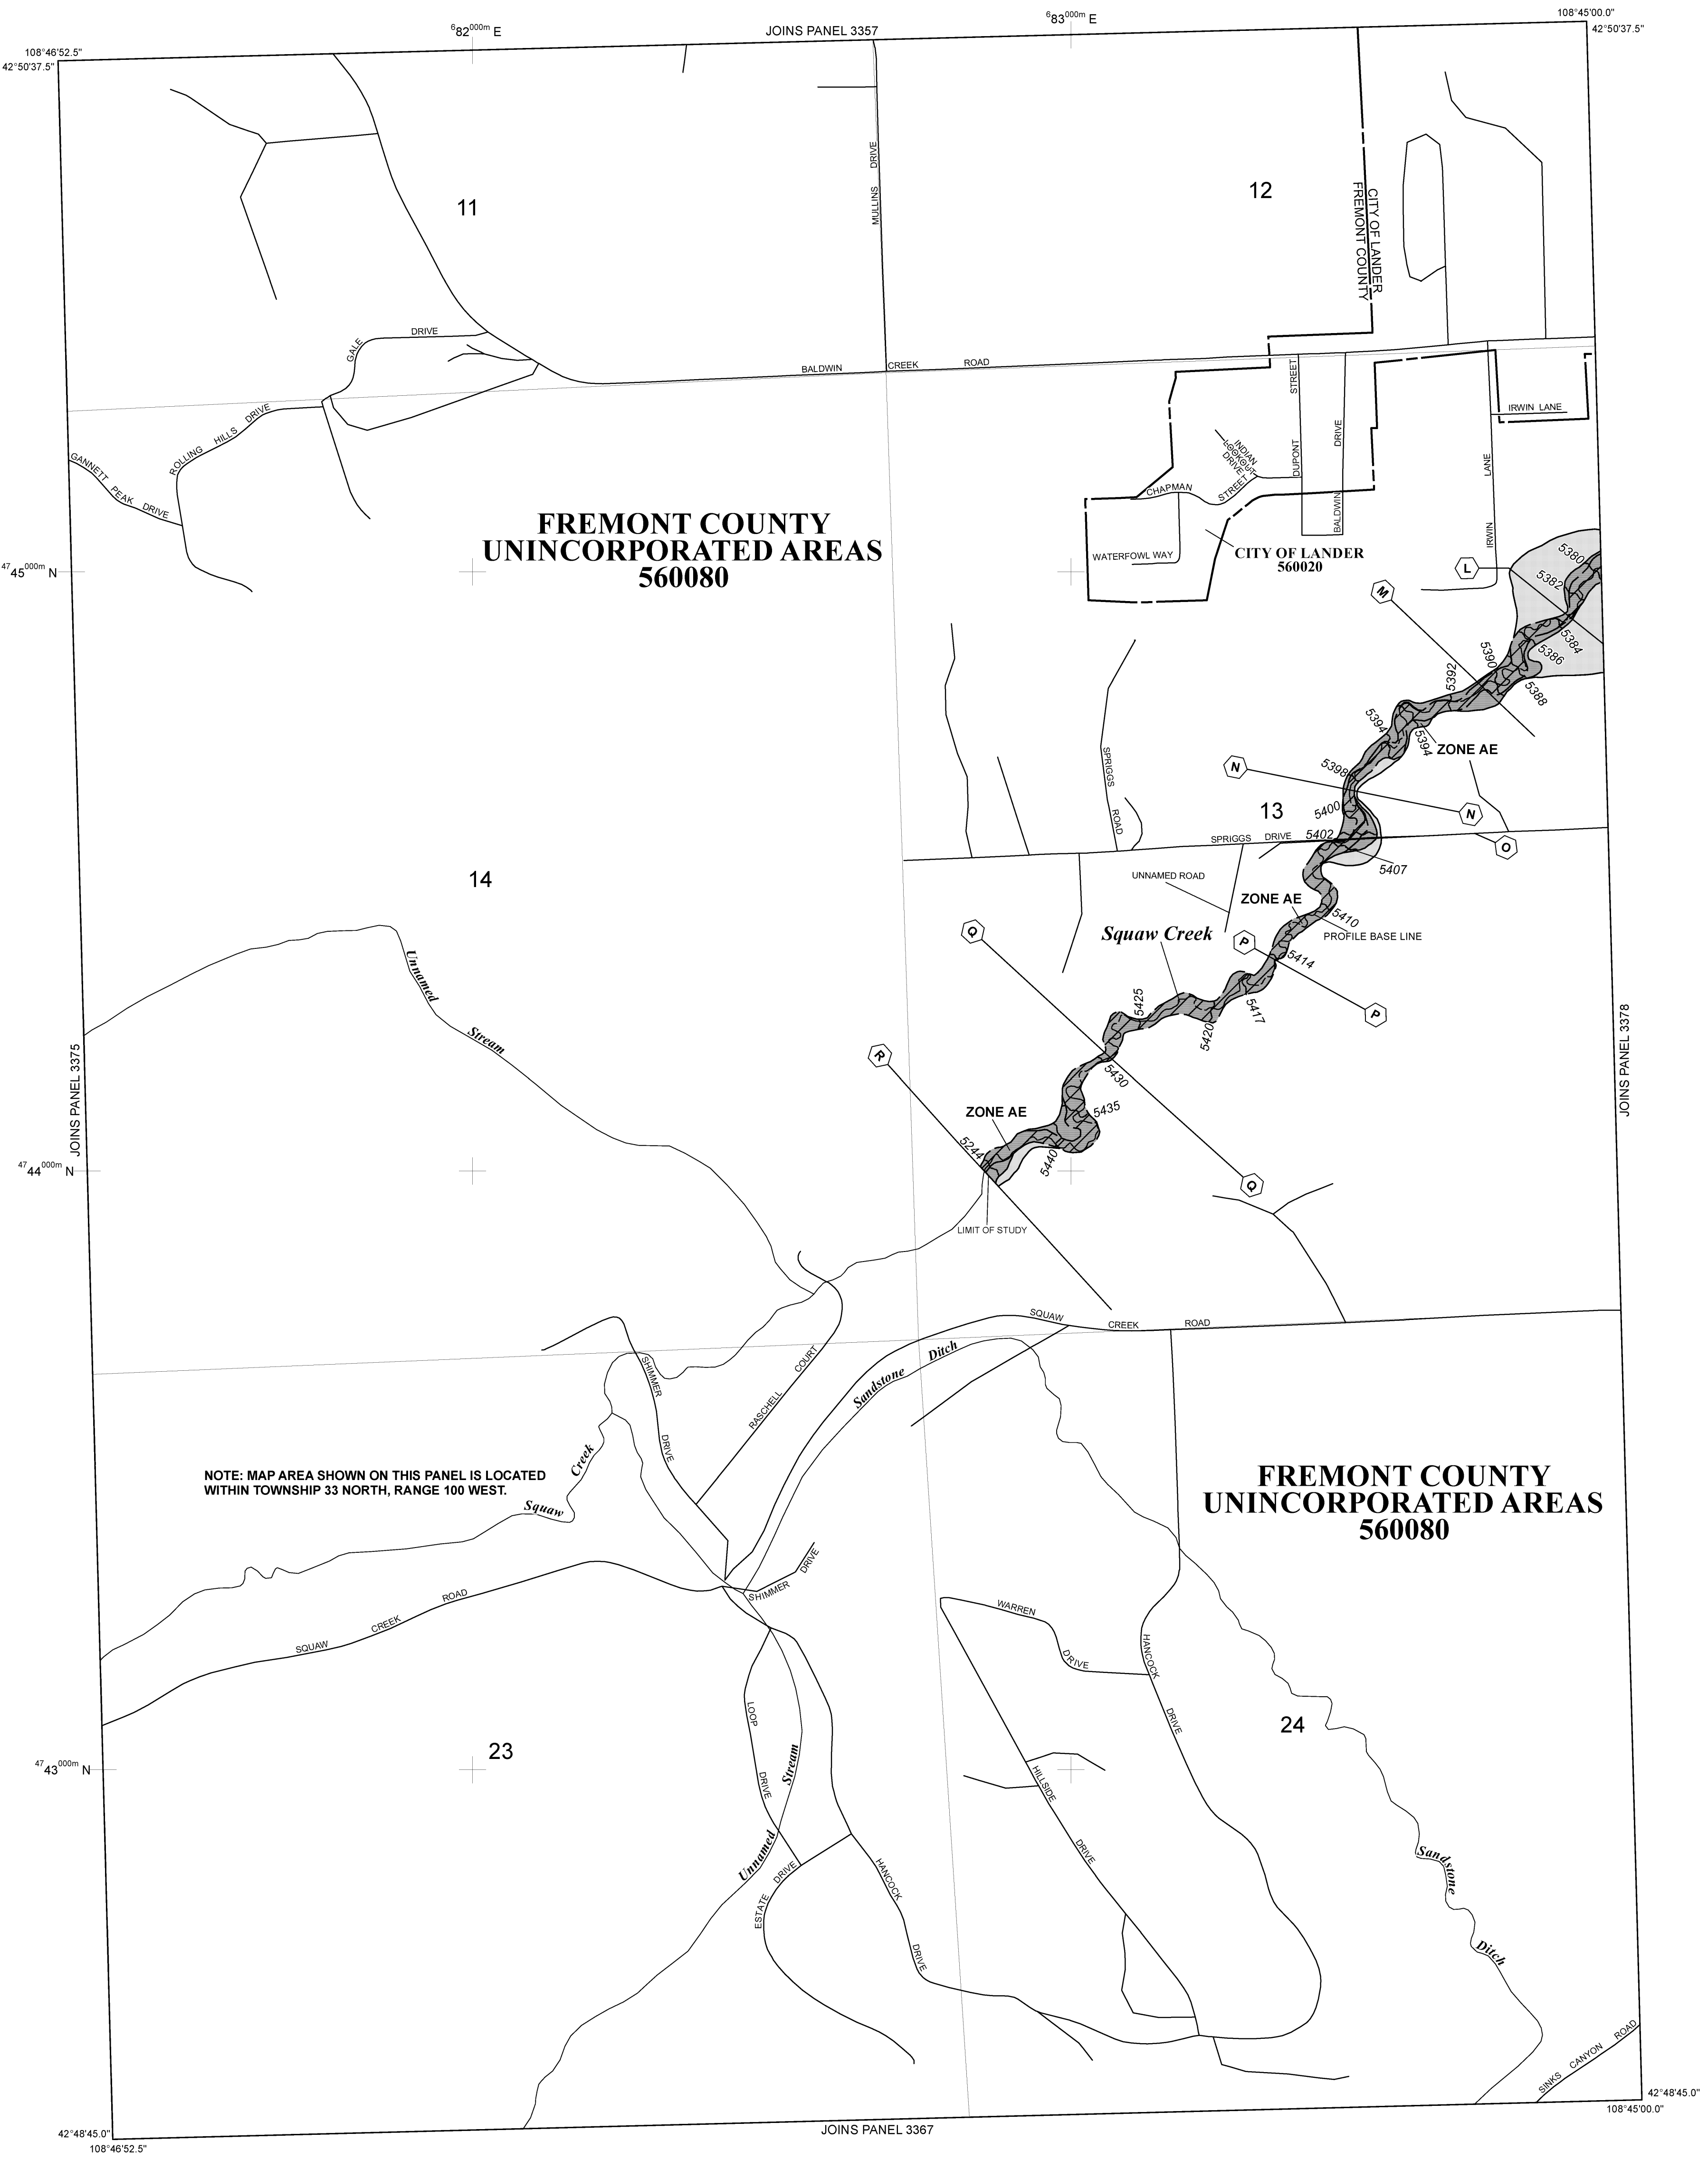 ⁶82⁰⁰⁰ᵐ E
JOINS PANEL 3357
⁶83⁰⁰⁰ᵐ E
108°45'00.0"
42°50'37.5"
108°46'52.5"
42°50'37.5"
11
MULLINS DRIVE
12
CITY OF LANDER
FREMONT COUNTY
GALE DRIVE
BALDWIN CREEK ROAD
ROLLING HILLS DRIVE
GANNETT PEAK DRIVE
DUPONT STREET
BALDWIN DRIVE
IRWIN LANE
IRWIN LANE
INDIAN
LOOKOUT
DRIVE
CHAPMAN STREET
WATERFOWL WAY
FREMONT COUNTY
UNINCORPORATED AREAS
560080
CITY OF LANDER
560020
⁴⁷45⁰⁰⁰ᵐ N
L
M
5380
5382
5384
5386
5388
5390
5392
5394
5394
ZONE AE
N
5398
N
5400
13
SPRIGGS ROAD
SPRIGGS DRIVE
5402
O
5407
14
UNNAMED ROAD
ZONE AE
5410
PROFILE BASE LINE
Squaw Creek
P
5414
P
Q
5417
5420
5425
5430
Q
R
5435
ZONE AE
5440
5244
LIMIT OF STUDY
Unnamed
Stream
JOINS PANEL 3375
JOINS PANEL 3378
⁴⁷44⁰⁰⁰ᵐ N
SQUAW CREEK ROAD
Sandstone Ditch
SHIMMER DRIVE
RASCHELL COURT
NOTE: MAP AREA SHOWN ON THIS PANEL IS LOCATED
WITHIN TOWNSHIP 33 NORTH, RANGE 100 WEST.
Squaw Creek
FREMONT COUNTY
UNINCORPORATED AREAS
560080
SQUAW CREEK ROAD
SHIMMER DRIVE
WARREN DRIVE
HANCOCK DRIVE
24
23
⁴⁷43⁰⁰⁰ᵐ N
LOOP DRIVE
Unnamed Stream
HILLSIDE DRIVE
ESTATE DRIVE
HANCOCK DRIVE
Sandstone
Ditch
SINKS CANYON ROAD
42°48'45.0"
108°45'00.0"
42°48'45.0"
108°46'52.5"
JOINS PANEL 3367